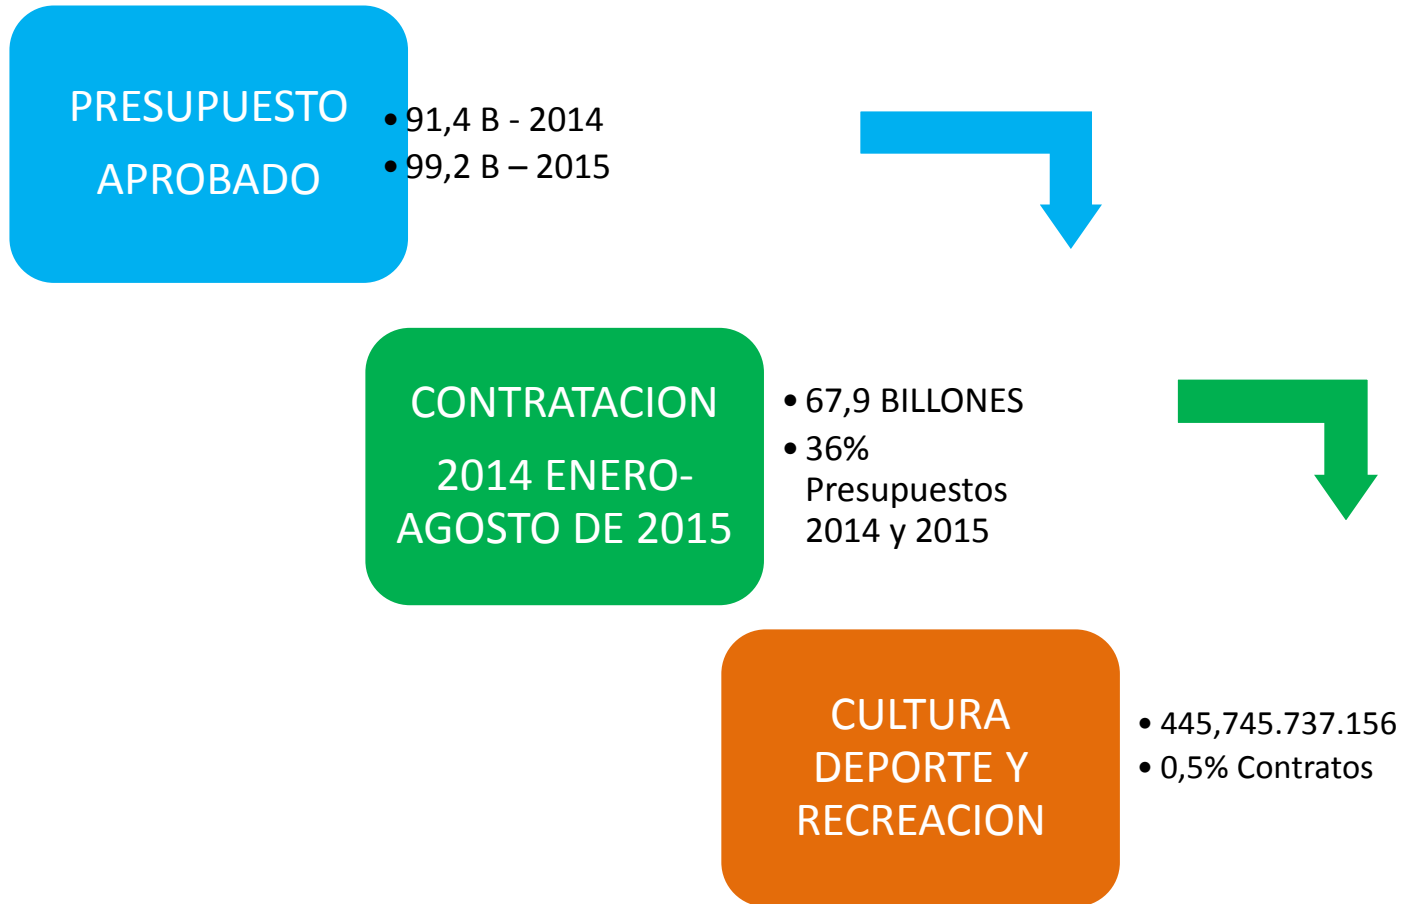 PRESUPUESTO
APROBADO
• 91,4 B - 2014
• 99,2 B – 2015
CONTRATACION
2014 ENERO-
AGOSTO DE 2015
• 67,9 BILLONES
• 36%
Presupuestos
2014 y 2015
CULTURA
DEPORTE Y
RECREACION
• 445,745.737.156
• 0,5% Contratos